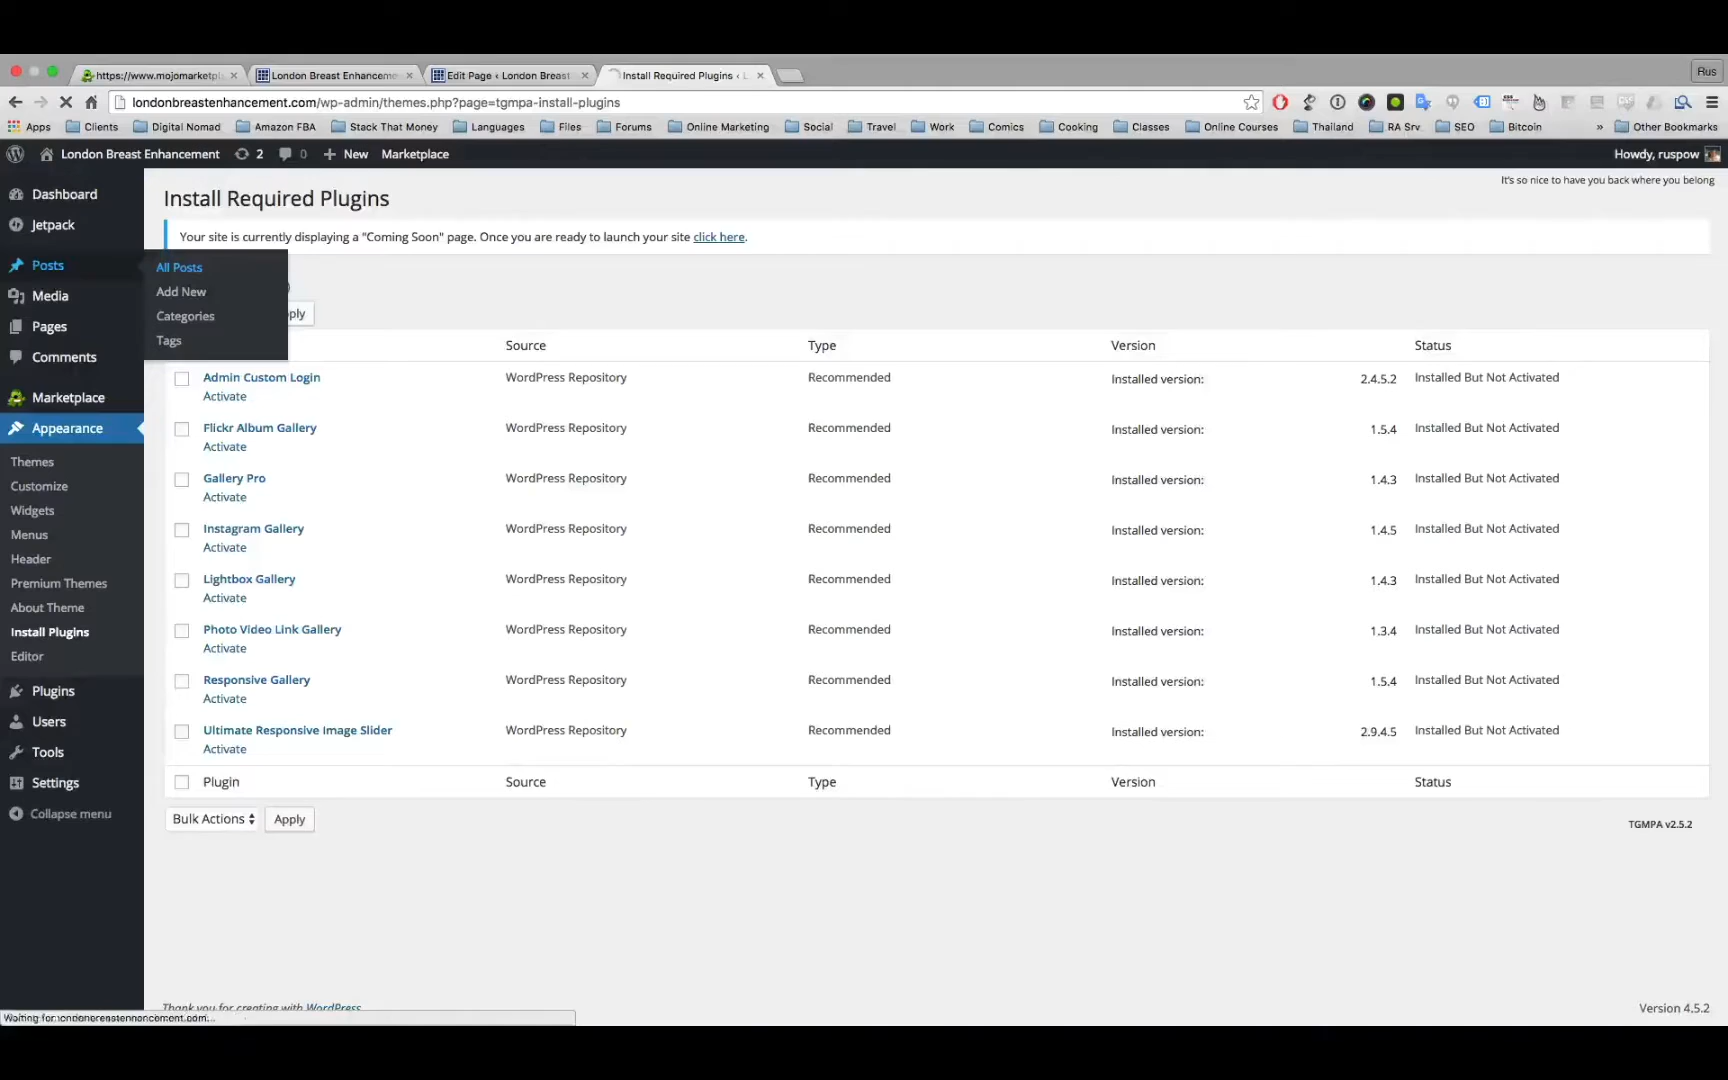 https://www.mojomarketpl
London Breast Enhanceme
Edit Page ‹ London Breast
Install Required Plugins ‹ L
Rus
londonbreastenhancement.com/wp-admin/themes.php?page=tgmpa-install-plugins
Apps Clients Digital Nomad Amazon FBA Stack That Money Languages Files Forums Online Marketing Social Travel Work Comics Cooking Classes Online Courses Thailand RA Srv SEO Bitcoin » Other Bookmarks
London Breast Enhancement 2 0 + New Marketplace Howdy, ruspow
It's so nice to have you back where you belong
Dashboard
Jetpack
Posts
Media
Pages
Comments
Marketplace
Appearance
Themes
Customize
Widgets
Menus
Header
Premium Themes
About Theme
Install Plugins
Editor
Plugins
Users
Tools
Settings
Collapse menu
All Posts
Add New
Categories
Tags
Install Required Plugins
Your site is currently displaying a "Coming Soon" page. Once you are ready to launch your site click here.
)
ply
Source Type Version Status
Admin Custom Login WordPress Repository Recommended Installed version: 2.4.5.2 Installed But Not Activated
Activate
Flickr Album Gallery WordPress Repository Recommended Installed version: 1.5.4 Installed But Not Activated
Activate
Gallery Pro WordPress Repository Recommended Installed version: 1.4.3 Installed But Not Activated
Activate
Instagram Gallery WordPress Repository Recommended Installed version: 1.4.5 Installed But Not Activated
Activate
Lightbox Gallery WordPress Repository Recommended Installed version: 1.4.3 Installed But Not Activated
Activate
Photo Video Link Gallery WordPress Repository Recommended Installed version: 1.3.4 Installed But Not Activated
Activate
Responsive Gallery WordPress Repository Recommended Installed version: 1.5.4 Installed But Not Activated
Activate
Ultimate Responsive Image Slider WordPress Repository Recommended Installed version: 2.9.4.5 Installed But Not Activated
Activate
Plugin Source Type Version Status
Bulk Actions Apply
TGMPA v2.5.2
Thank you for creating with WordPress
Version 4.5.2
Waiting for londonbreastenhancement.com...